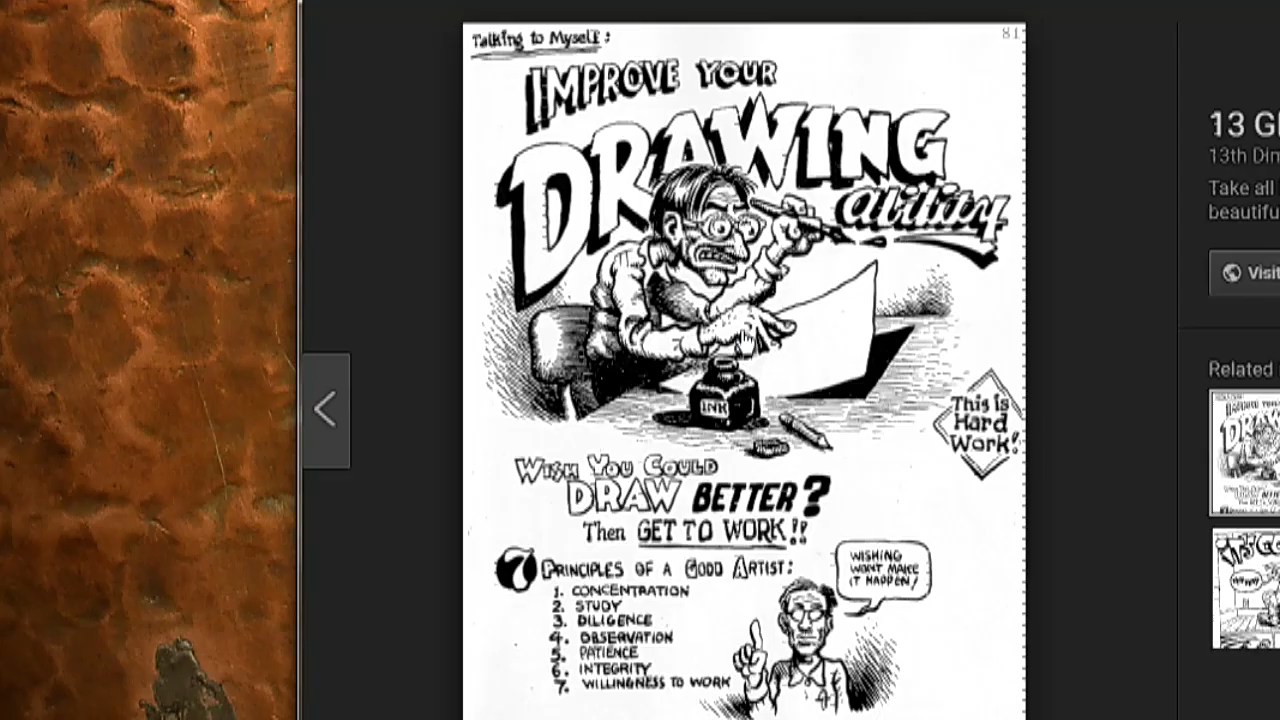 Talking to Myself:
81
IMPROVE YOUR
DRAWING
ability
INK
This is
Hard
Work!
WISH YOU COULD
DRAW BETTER?
Then GET TO WORK!!
7 PRINCIPLES OF A GOOD ARTIST:
1. CONCENTRATION
2. STUDY
3. DILIGENCE
4. OBSERVATION
5. PATIENCE
6. INTEGRITY
7. WILLINGNESS TO WORK
WISHING
WON'T MAKE
IT HAPPEN!
13 G
13th Dim
Take all
beautifu
Visit
Related